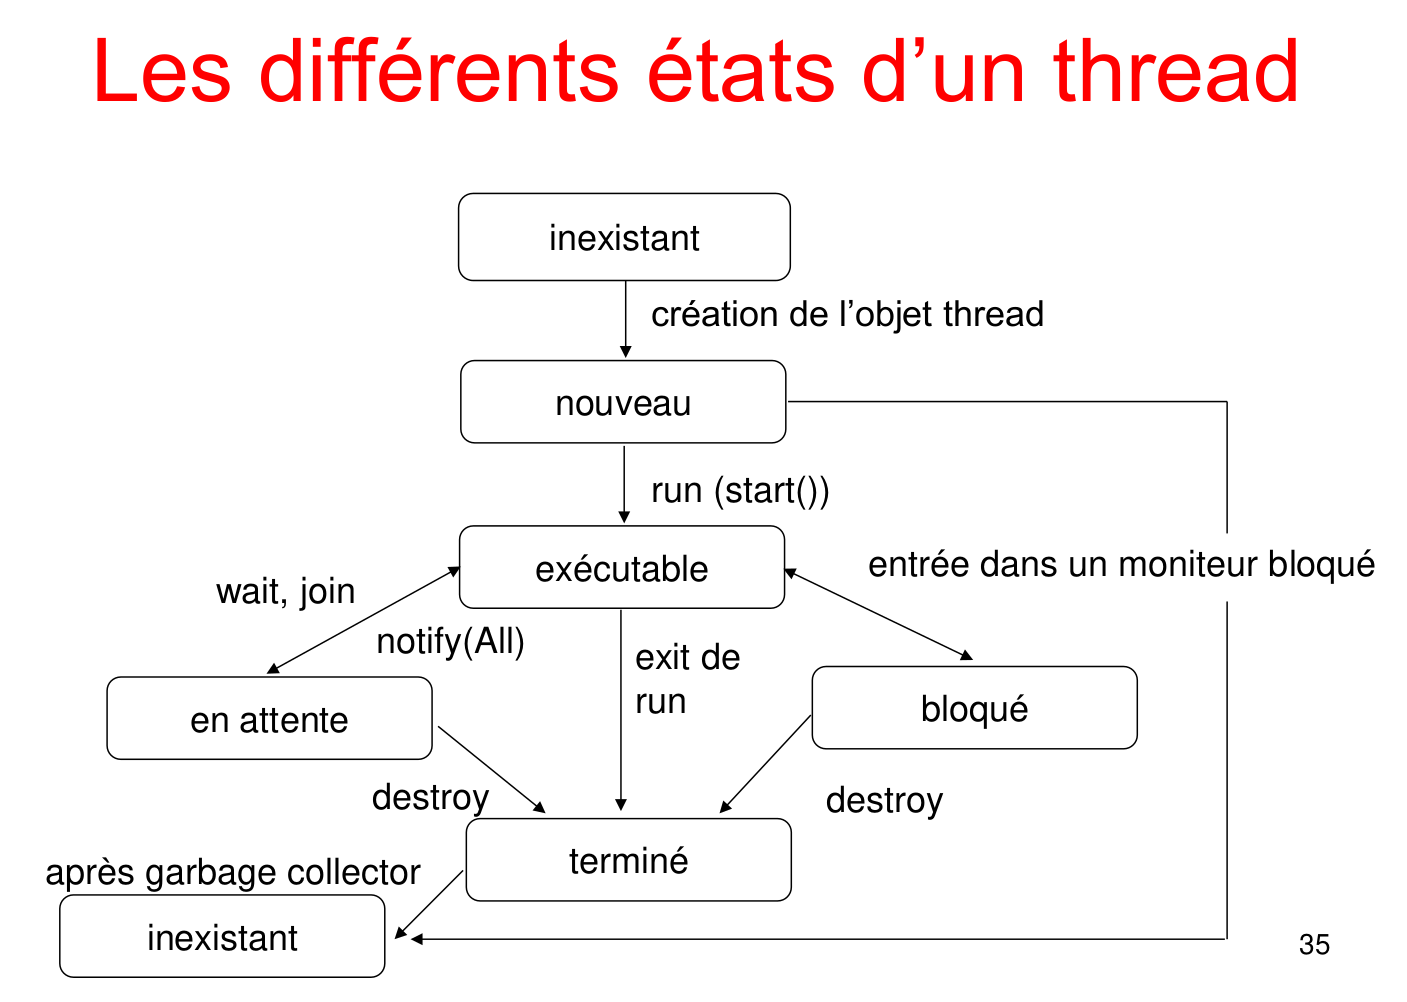 Les différents états d’un thread
inexistant
création de l’objet thread
nouveau
run (start())
exécutable
entrée dans un moniteur bloqué
wait, join
notify(All)
exit de
run
en attente
bloqué
destroy
destroy
terminé
après garbage collector
inexistant
35